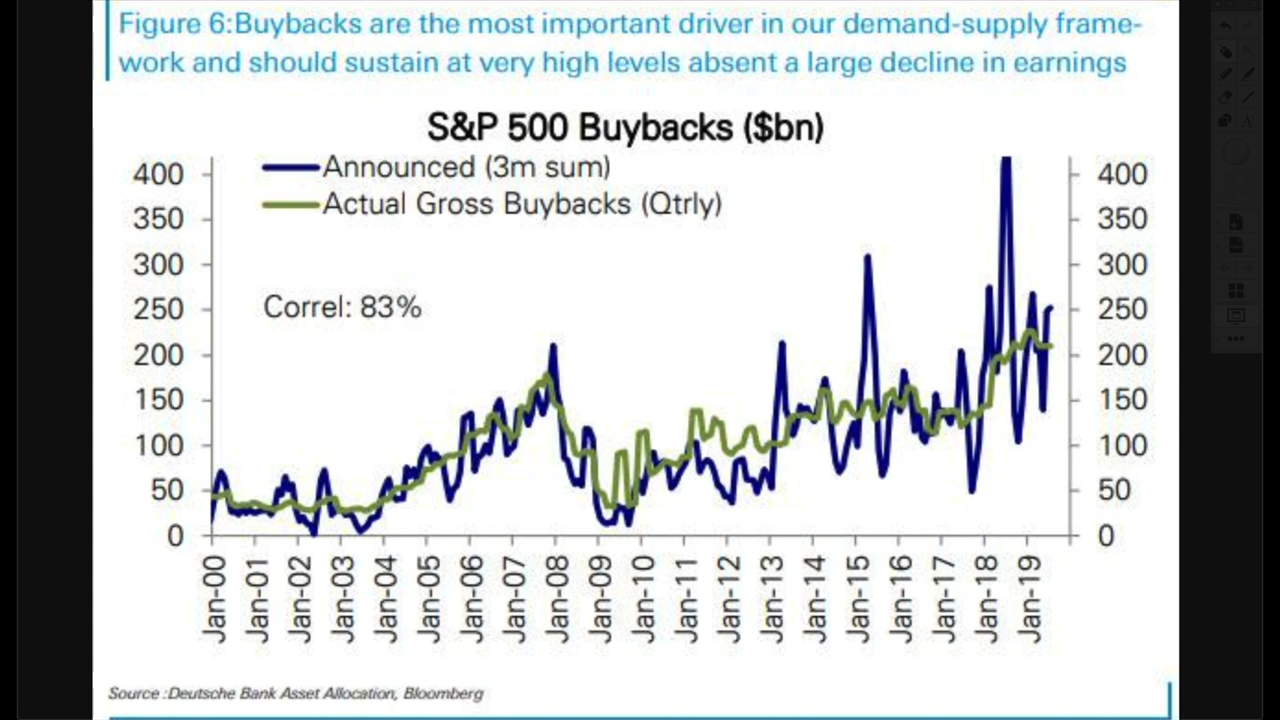 Figure 6:Buybacks are the most important driver in our demand-supply frame-
work and should sustain at very high levels absent a large decline in earnings
S&P 500 Buybacks ($bn)
Announced (3m sum)
Actual Gross Buybacks (Qtrly)
Correl: 83%
400 400
350 350
300 300
250 250
200 200
150 150
100 100
50 50
0 0
Jan-00 Jan-01 Jan-02 Jan-03 Jan-04 Jan-05 Jan-06 Jan-07 Jan-08 Jan-09 Jan-10 Jan-11 Jan-12 Jan-13 Jan-14 Jan-15 Jan-16 Jan-17 Jan-18 Jan-19
Source :Deutsche Bank Asset Allocation, Bloomberg